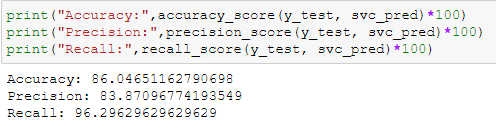 print("Accuracy:",accuracy_score(y_test, svc_pred)*100)
print("Precision:",precision_score(y_test, svc_pred)*100)
print("Recall:",recall_score(y_test, svc_pred)*100)
Accuracy: 86.04651162790698
Precision: 83.87096774193549
Recall: 96.29629629629629